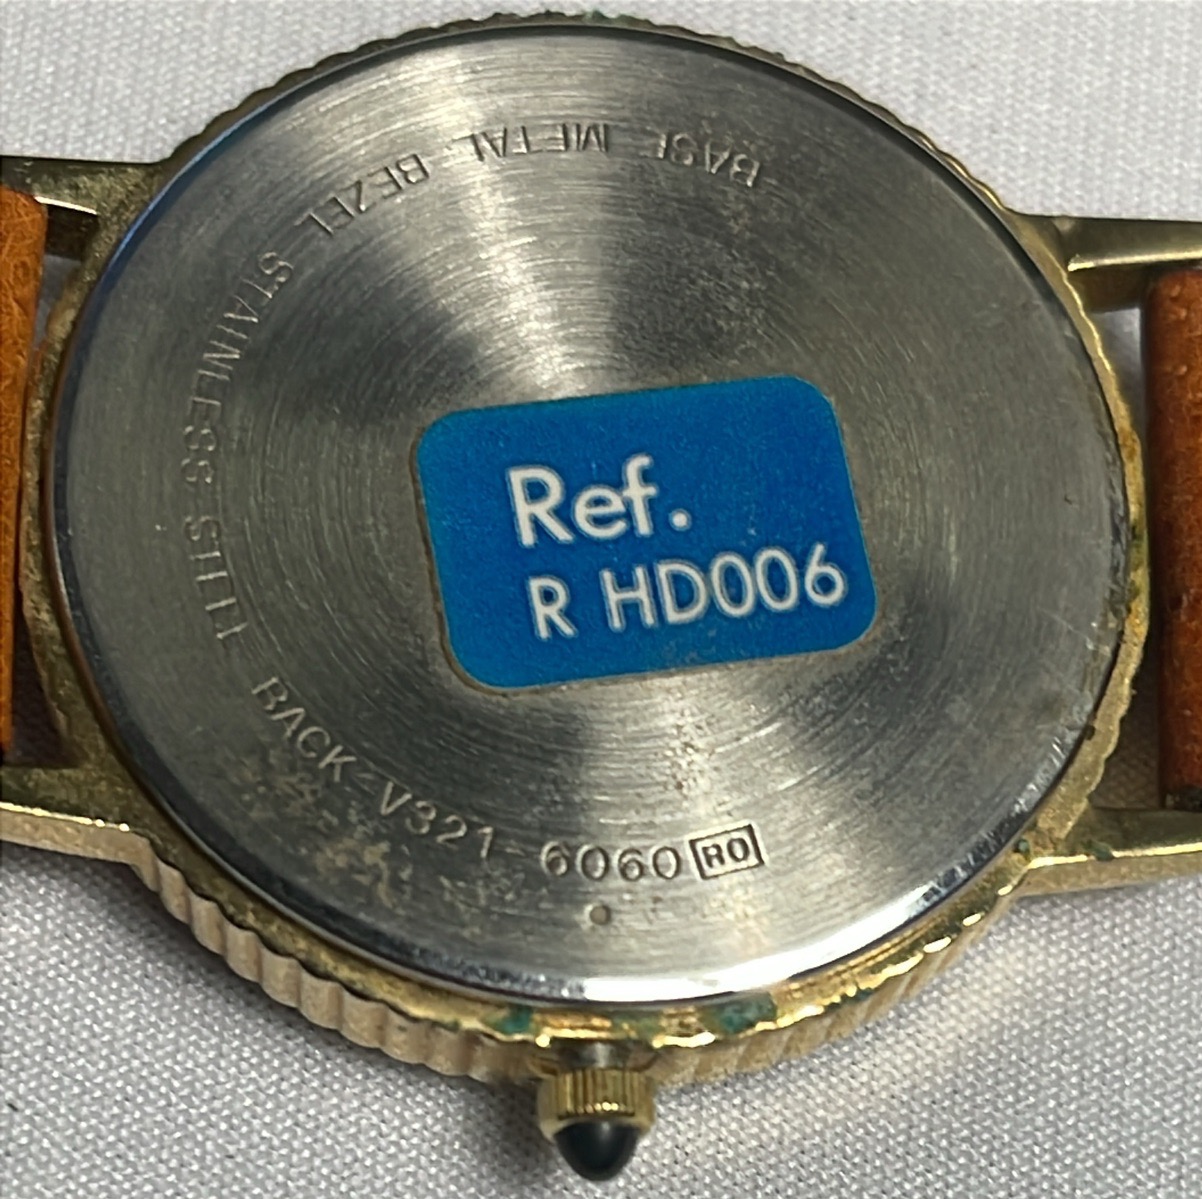 BASE METAL BEZEL STAINLESS STEEL BACK-V321-6060 RO
Ref.
R HD006